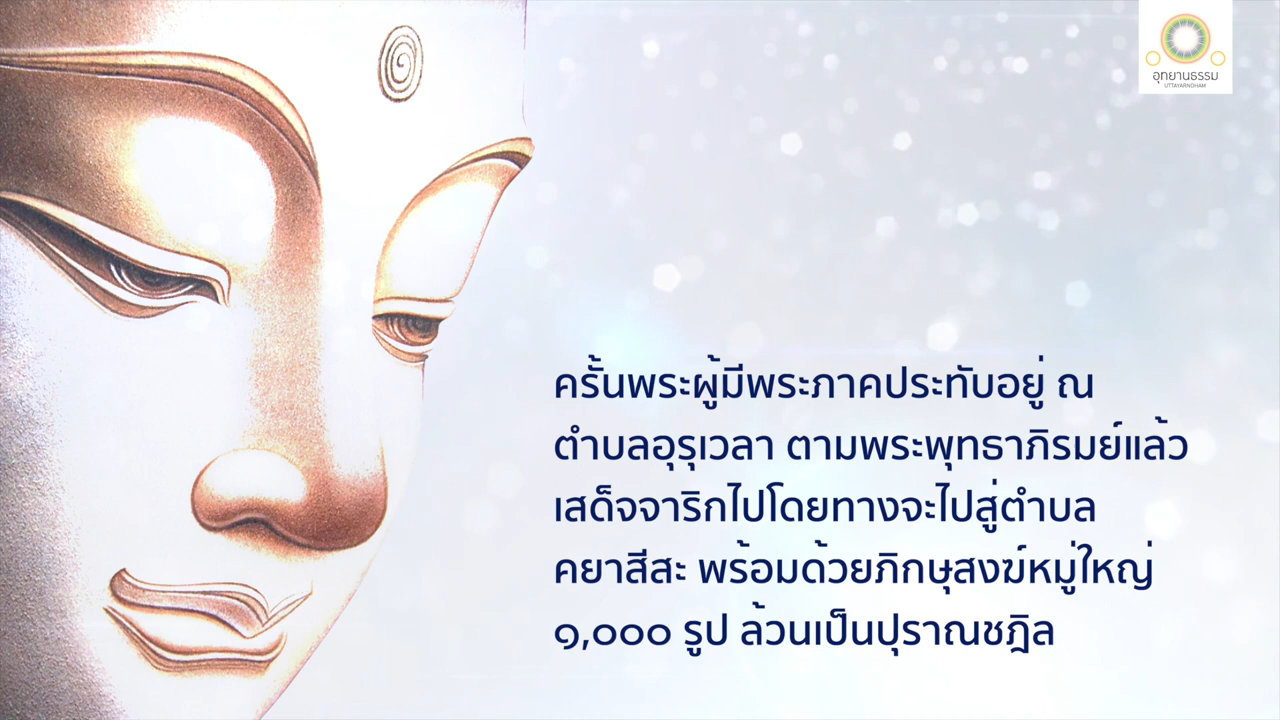 อุทยานธรรม
UTTAYARNDHAM
ครั้นพระผู้มีพระภาคประทับอยู่ ณ
ตำบลอุรุเวลา ตามพระพุทธาภิรมย์แล้ว
เสด็จจาริกไปโดยทางจะไปสู่ตำบล
คยาสีสะ พร้อมด้วยภิกษุสงฆ์หมู่ใหญ่
๑,๐๐๐ รูป ล้วนเป็นปุราณชฎิล